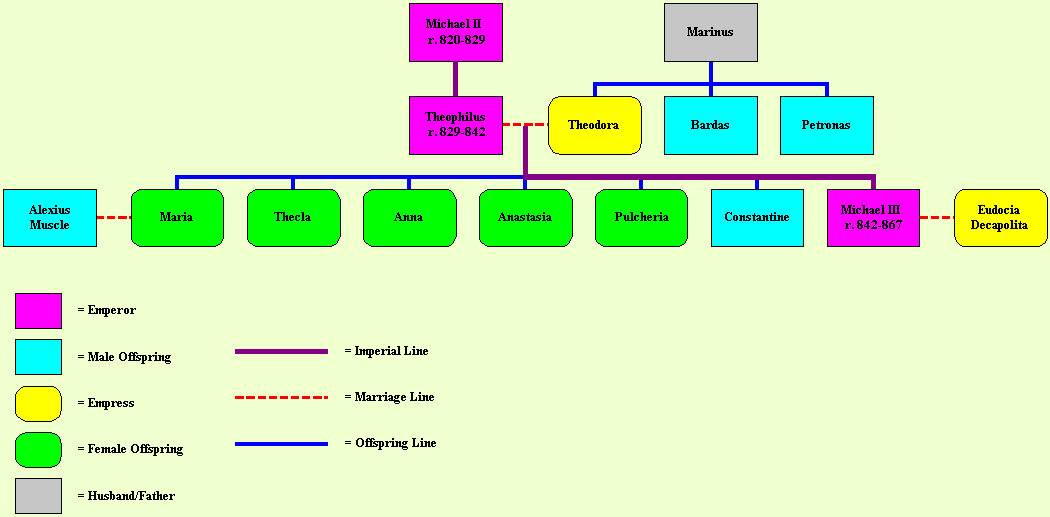 Michael II
r. 820-829
Marinus
Theophilus
r. 829-842
Theodora
Bardas
Petronas
Alexius
Muscle
Maria
Thecla
Anna
Anastasia
Pulcheria
Constantine
Michael III
r. 842-867
Eudocia
Decapolita
= Emperor
= Male Offspring
= Empress
= Female Offspring
= Husband/Father
= Imperial Line
= Marriage Line
= Offspring Line